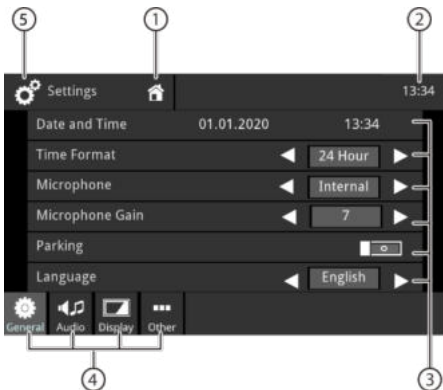 5 1 2
Settings 13:34
Date and Time 01.01.2020 13:34
Time Format 24 Hour
Microphone Internal
Microphone Gain 7
Parking
Language English
General Audio Display Other
4 3